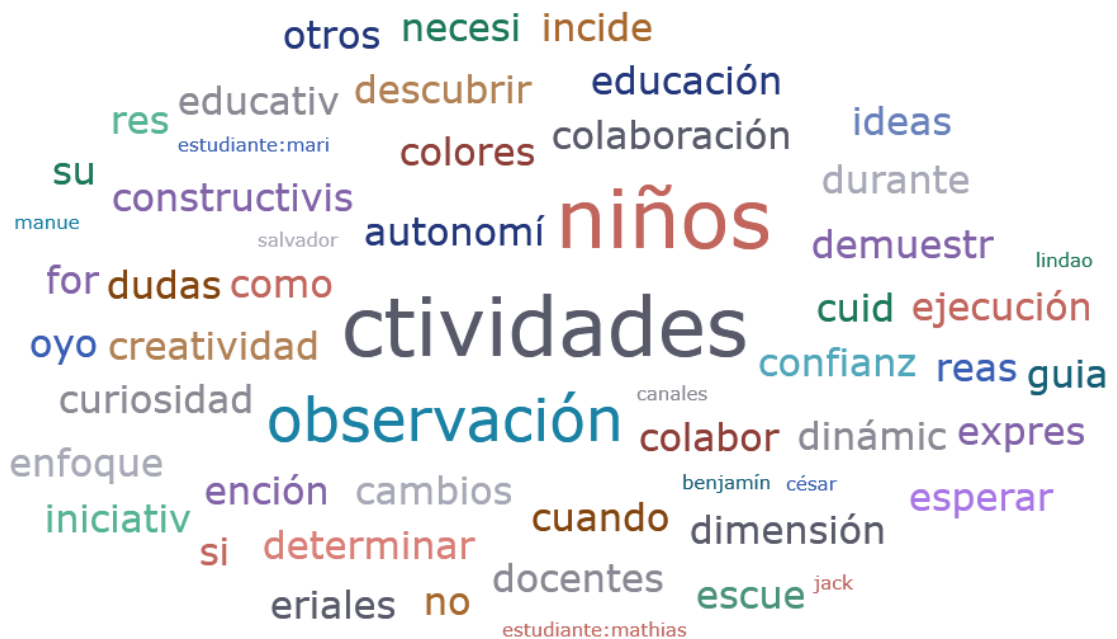 otros necesi incide
educativ descubrir educación
res estudiante:mari colores colaboración ideas
su constructivis niños durante
manue salvador autonomí demuestr lindao
for dudas como ctividades cuid ejecución
oyo creatividad confianz reas guia
curiosidad observación canales
enfoque colabor dinámic expres
ención cambios benjamín césar esperar
iniciativ cuando dimensión
si determinar docentes escue jack
eriales no
estudiante:mathias